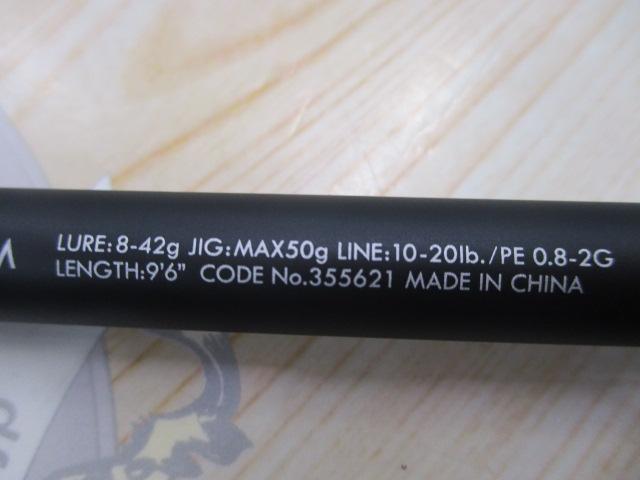 LURE:8-42g JIG:MAX50g LINE:10-20lb./PE 0.8-2G
LENGTH:9'6" CODE No.355621 MADE IN CHINA